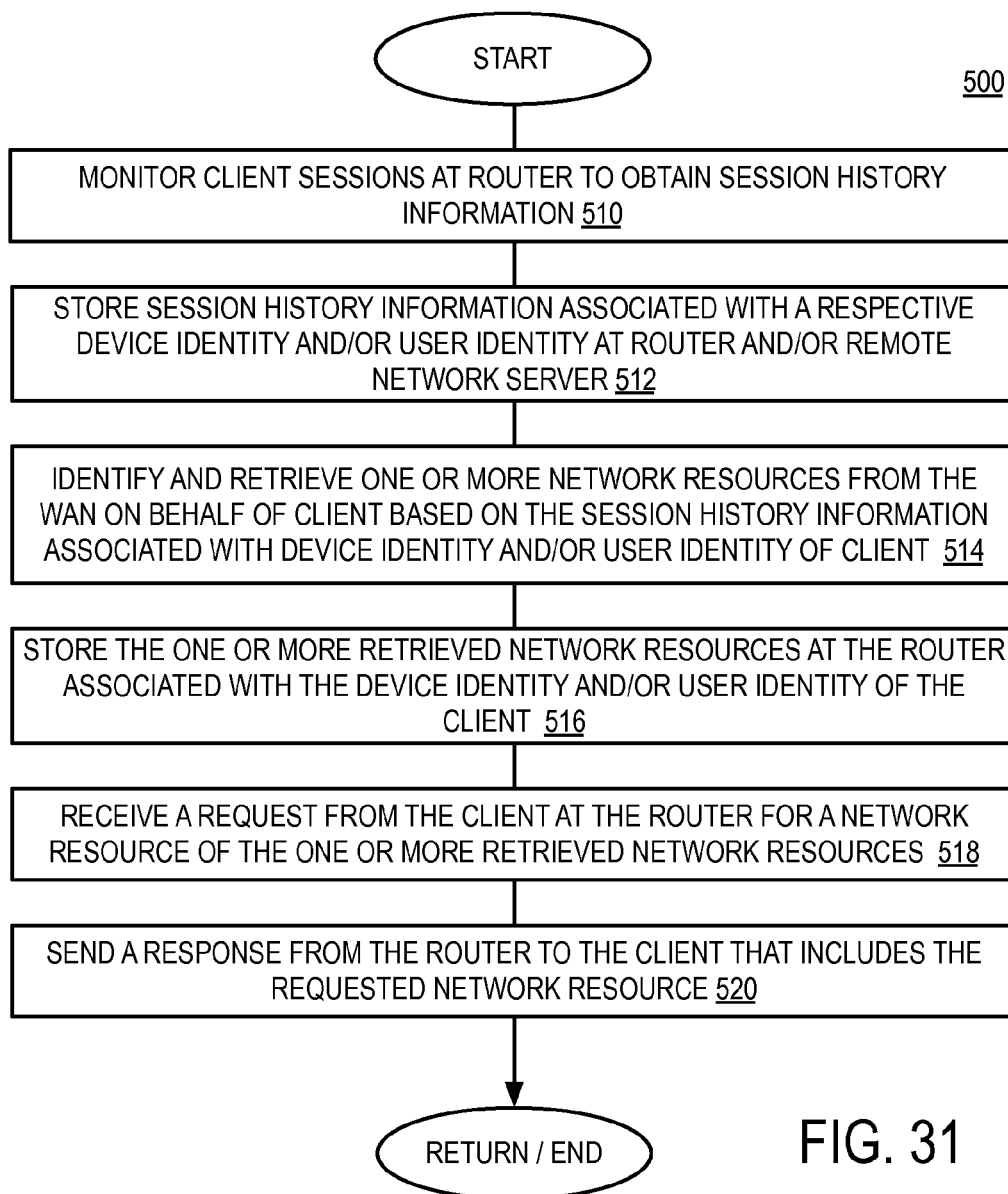 START
500
MONITOR CLIENT SESSIONS AT ROUTER TO OBTAIN SESSION HISTORY
INFORMATION 510
STORE SESSION HISTORY INFORMATION ASSOCIATED WITH A RESPECTIVE
DEVICE IDENTITY AND/OR USER IDENTITY AT ROUTER AND/OR REMOTE
NETWORK SERVER 512
IDENTIFY AND RETRIEVE ONE OR MORE NETWORK RESOURCES FROM THE
WAN ON BEHALF OF CLIENT BASED ON THE SESSION HISTORY INFORMATION
ASSOCIATED WITH DEVICE IDENTITY AND/OR USER IDENTITY OF CLIENT 514
STORE THE ONE OR MORE RETRIEVED NETWORK RESOURCES AT THE ROUTER
ASSOCIATED WITH THE DEVICE IDENTITY AND/OR USER IDENTITY OF THE
CLIENT 516
RECEIVE A REQUEST FROM THE CLIENT AT THE ROUTER FOR A NETWORK
RESOURCE OF THE ONE OR MORE RETRIEVED NETWORK RESOURCES 518
SEND A RESPONSE FROM THE ROUTER TO THE CLIENT THAT INCLUDES THE
REQUESTED NETWORK RESOURCE 520
RETURN / END
FIG. 31